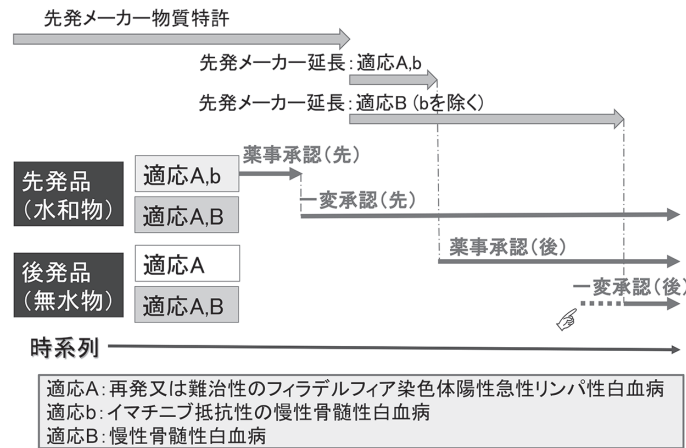 先発メーカー物質特許
先発メーカー延長：適応A,b
先発メーカー延長：適応B（bを除く）
薬事承認（先）
先発品
（水和物）
適応A,b
適応A,B
一変承認（先）
薬事承認（後）
後発品
（無水物）
適応A
適応A,B
一変承認（後）
時系列
適応A：再発又は難治性のフィラデルフィア染色体陽性急性リンパ性白血病
適応b：イマチニブ抵抗性の慢性骨髄性白血病
適応B：慢性骨髄性白血病